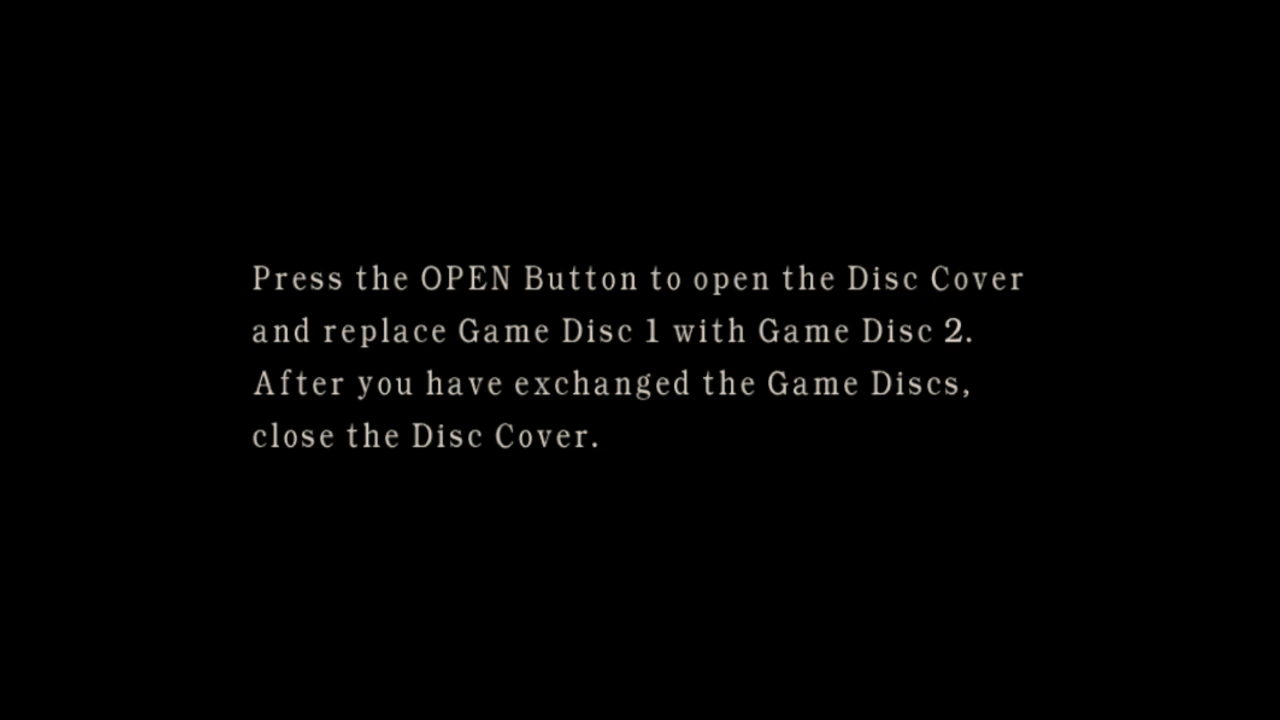 Press the OPEN Button to open the Disc Cover
and replace Game Disc 1 with Game Disc 2.
After you have exchanged the Game Discs,
close the Disc Cover.